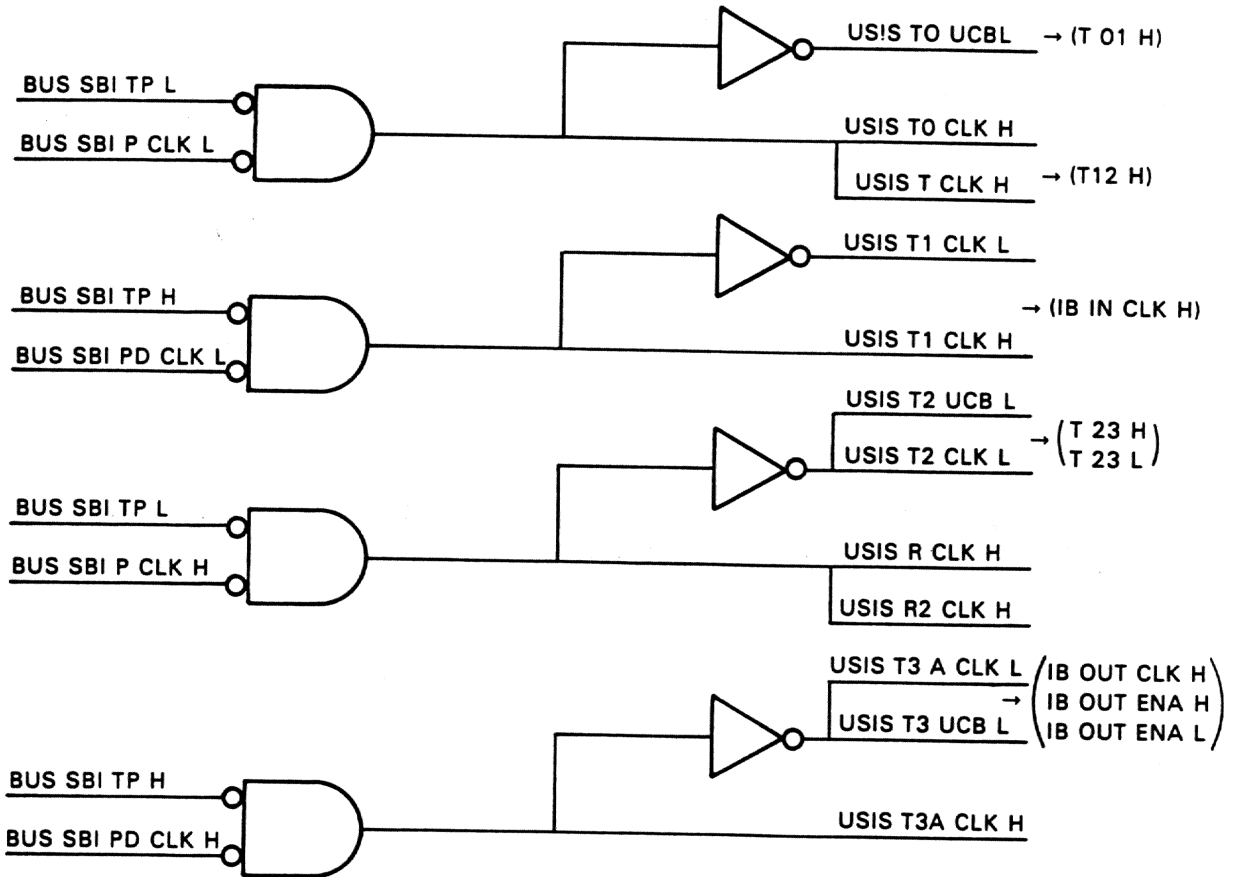 US!S TO UCBL → (T 01 H)
BUS SBI TP L
BUS SBI P CLK L
USIS T0 CLK H
USIS T CLK H → (T12 H)
USIS T1 CLK L
BUS SBI TP H
→ (IB IN CLK H)
BUS SBI PD CLK L
USIS T1 CLK H
USIS T2 UCB L
USIS T2 CLK L → (T 23 H
T 23 L)
BUS SBI TP L
BUS SBI P CLK H
USIS R CLK H
USIS R2 CLK H
USIS T3 A CLK L (IB OUT CLK H
→ IB OUT ENA H
USIS T3 UCB L IB OUT ENA L)
BUS SBI TP H
BUS SBI PD CLK H
USIS T3A CLK H